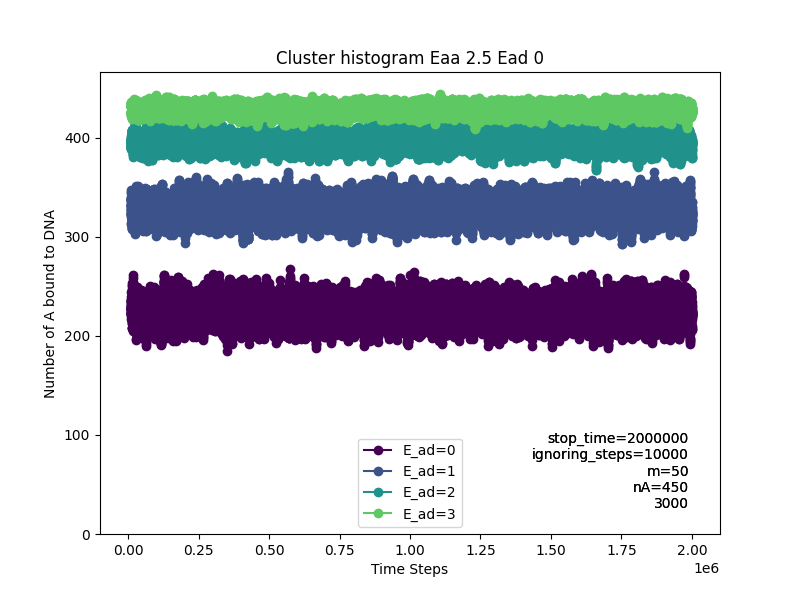 Cluster histogram Eaa 2.5 Ead 0
Number of A bound to DNA
400
300
200
100
0
E_ad=0
E_ad=1
E_ad=2
E_ad=3
stop_time=2000000
ignoring_steps=10000
m=50
nA=450
3000
0.00 0.25 0.50 0.75 1.00 1.25 1.50 1.75 2.00
1e6
Time Steps